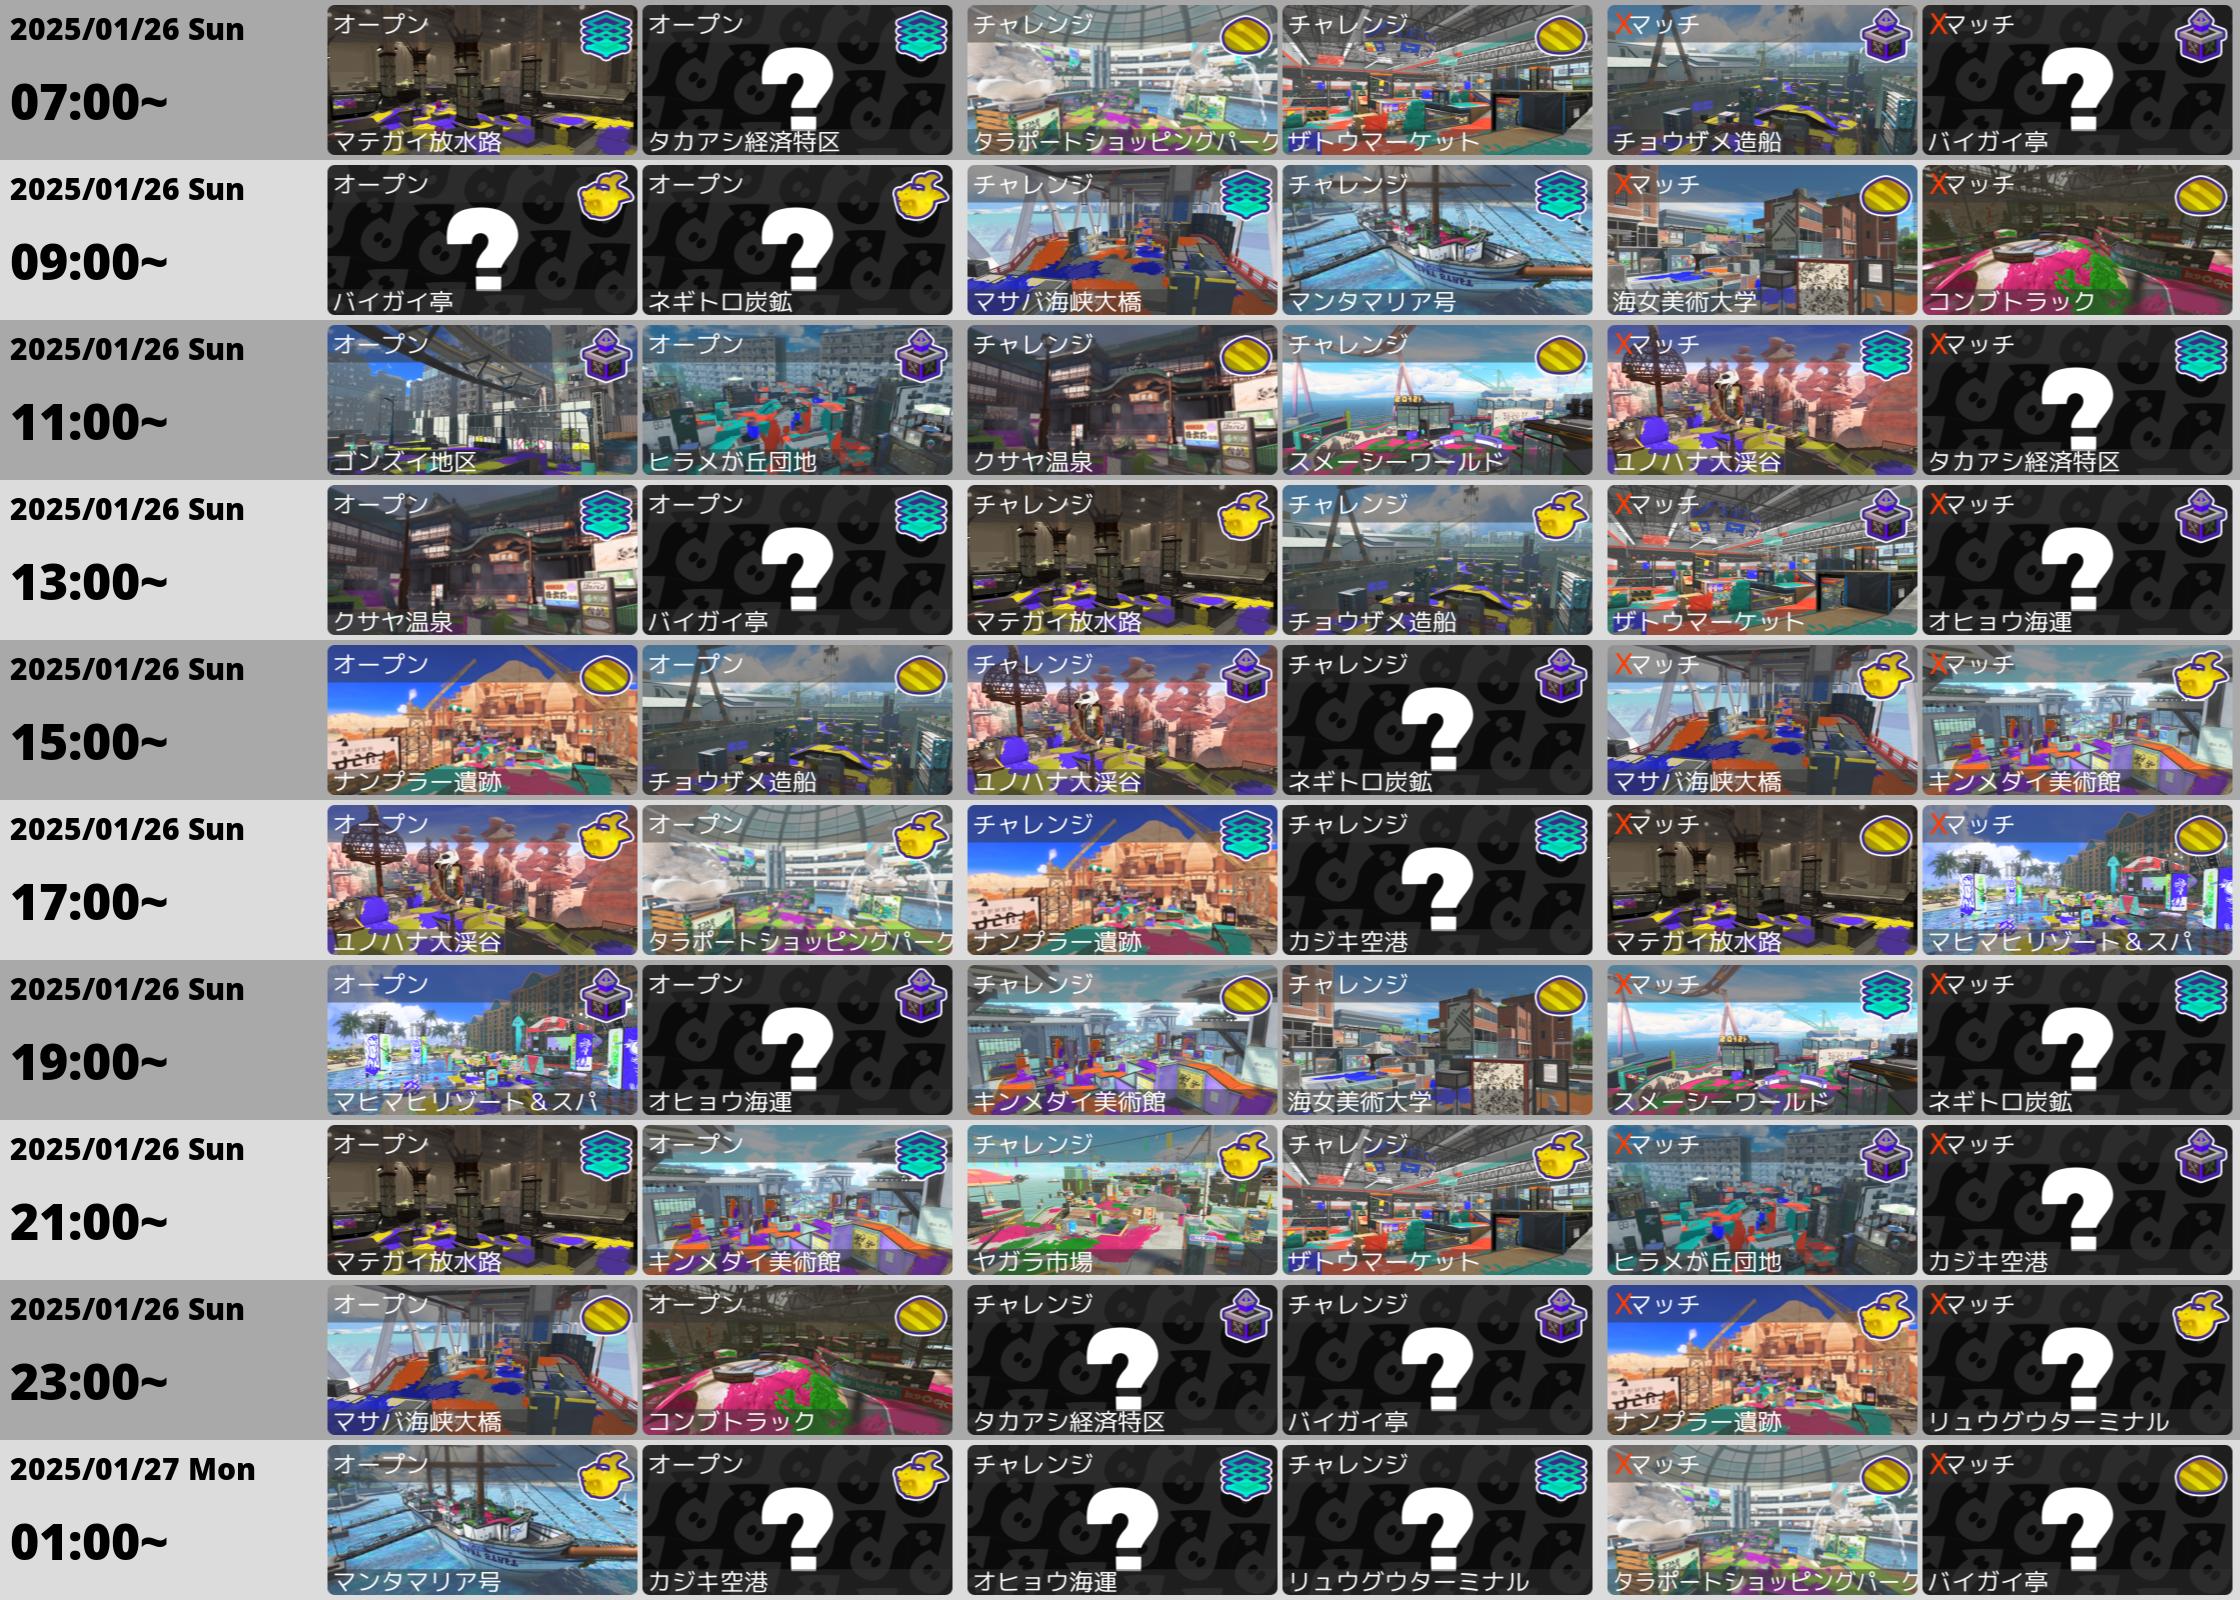 2025/01/26 Sun
07:00~
オープン
マテガイ放水路
オープン
タカアシ経済特区
チャレンジ
タラポートショッピングパーク
チャレンジ
ザトウマーケット
Xマッチ
チョウザメ造船
Xマッチ
バイガイ亭
2025/01/26 Sun
09:00~
オープン
バイガイ亭
オープン
ネギトロ炭鉱
チャレンジ
マサバ海峡大橋
チャレンジ
マンタマリア号
Xマッチ
海女美術大学
Xマッチ
コンブトラック
2025/01/26 Sun
11:00~
オープン
ゴンズイ地区
オープン
ヒラメが丘団地
チャレンジ
クサヤ温泉
チャレンジ
スメーシーワールド
Xマッチ
ユノハナ大渓谷
Xマッチ
タカアシ経済特区
2025/01/26 Sun
13:00~
オープン
クサヤ温泉
オープン
バイガイ亭
チャレンジ
マテガイ放水路
チャレンジ
チョウザメ造船
Xマッチ
ザトウマーケット
Xマッチ
オヒョウ海運
2025/01/26 Sun
15:00~
オープン
ナンプラー遺跡
オープン
チョウザメ造船
チャレンジ
ユノハナ大渓谷
チャレンジ
ネギトロ炭鉱
Xマッチ
マサバ海峡大橋
Xマッチ
キンメダイ美術館
2025/01/26 Sun
17:00~
オープン
ユノハナ大渓谷
オープン
タラポートショッピングパーク
チャレンジ
ナンプラー遺跡
チャレンジ
カジキ空港
Xマッチ
マテガイ放水路
Xマッチ
マヒマヒリゾート＆スパ
2025/01/26 Sun
19:00~
オープン
マヒマヒリゾート＆スパ
オープン
オヒョウ海運
チャレンジ
キンメダイ美術館
チャレンジ
海女美術大学
Xマッチ
スメーシーワールド
Xマッチ
ネギトロ炭鉱
2025/01/26 Sun
21:00~
オープン
マテガイ放水路
オープン
キンメダイ美術館
チャレンジ
ヤガラ市場
チャレンジ
ザトウマーケット
Xマッチ
ヒラメが丘団地
Xマッチ
カジキ空港
2025/01/26 Sun
23:00~
オープン
マサバ海峡大橋
オープン
コンブトラック
チャレンジ
タカアシ経済特区
チャレンジ
バイガイ亭
Xマッチ
ナンプラー遺跡
Xマッチ
リュウグウターミナル
2025/01/27 Mon
01:00~
オープン
マンタマリア号
オープン
カジキ空港
チャレンジ
オヒョウ海運
チャレンジ
リュウグウターミナル
Xマッチ
タラポートショッピングパーク
Xマッチ
バイガイ亭